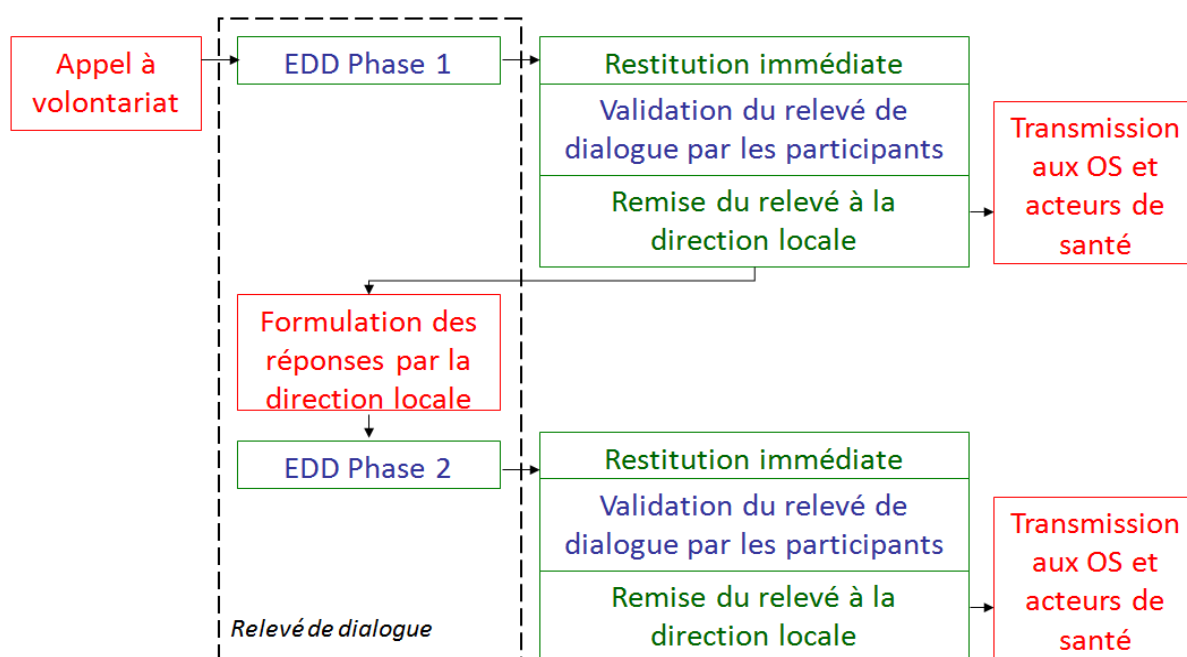 Appel à
volontariat
EDD Phase 1
Restitution immédiate
Validation du relevé de
dialogue par les participants
Remise du relevé à la
direction locale
Transmission
aux OS et
acteurs de
santé
Formulation des
réponses par la
direction locale
EDD Phase 2
Restitution immédiate
Validation du relevé de
dialogue par les participants
Remise du relevé à la
direction locale
Transmission
aux OS et
acteurs de
santé
Relevé de dialogue